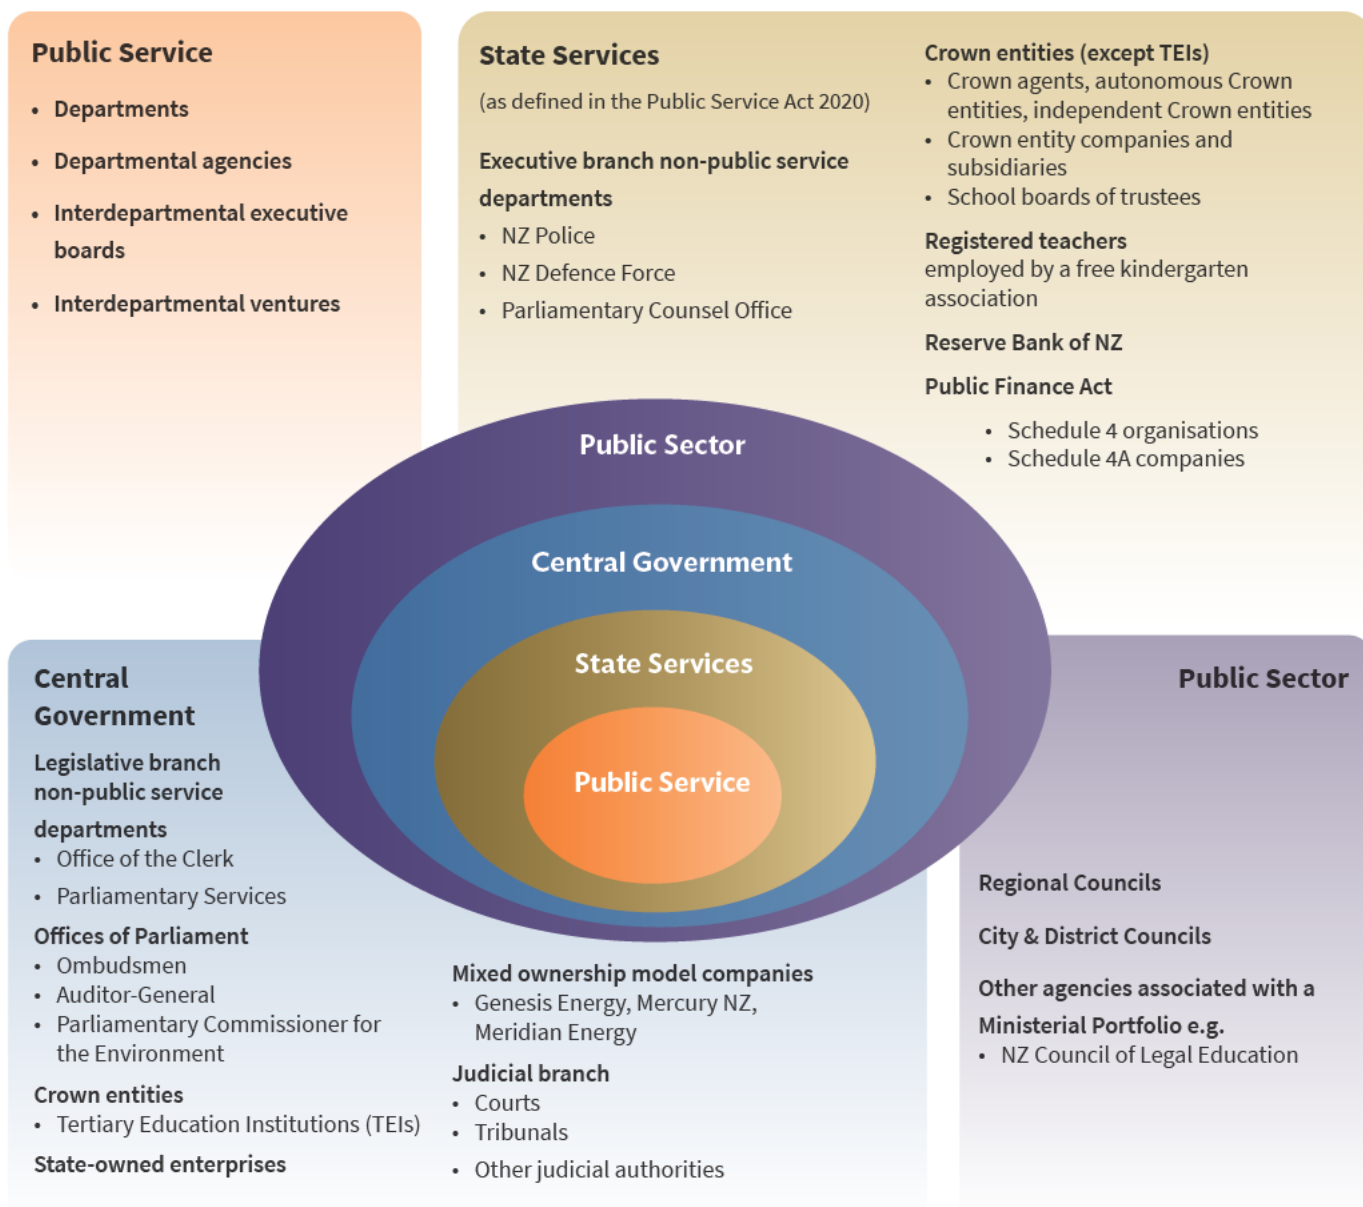 Public Service
• Departments
• Departmental agencies
• Interdepartmental executive
boards
• Interdepartmental ventures
State Services
(as defined in the Public Service Act 2020)
Executive branch non-public service
departments
• NZ Police
• NZ Defence Force
• Parliamentary Counsel Office
Crown entities (except TEIs)
• Crown agents, autonomous Crown
entities, independent Crown entities
• Crown entity companies and
subsidiaries
• School boards of trustees
Registered teachers
employed by a free kindergarten
association
Reserve Bank of NZ
Public Finance Act
• Schedule 4 organisations
• Schedule 4A companies
Public Sector
Central Government
State Services
Public Service
Central
Government
Legislative branch
non-public service
departments
• Office of the Clerk
• Parliamentary Services
Offices of Parliament
• Ombudsmen
• Auditor-General
• Parliamentary Commissioner for
the Environment
Crown entities
• Tertiary Education Institutions (TEIs)
State-owned enterprises
Mixed ownership model companies
• Genesis Energy, Mercury NZ,
Meridian Energy
Judicial branch
• Courts
• Tribunals
• Other judicial authorities
Public Sector
Regional Councils
City & District Councils
Other agencies associated with a
Ministerial Portfolio e.g.
• NZ Council of Legal Education